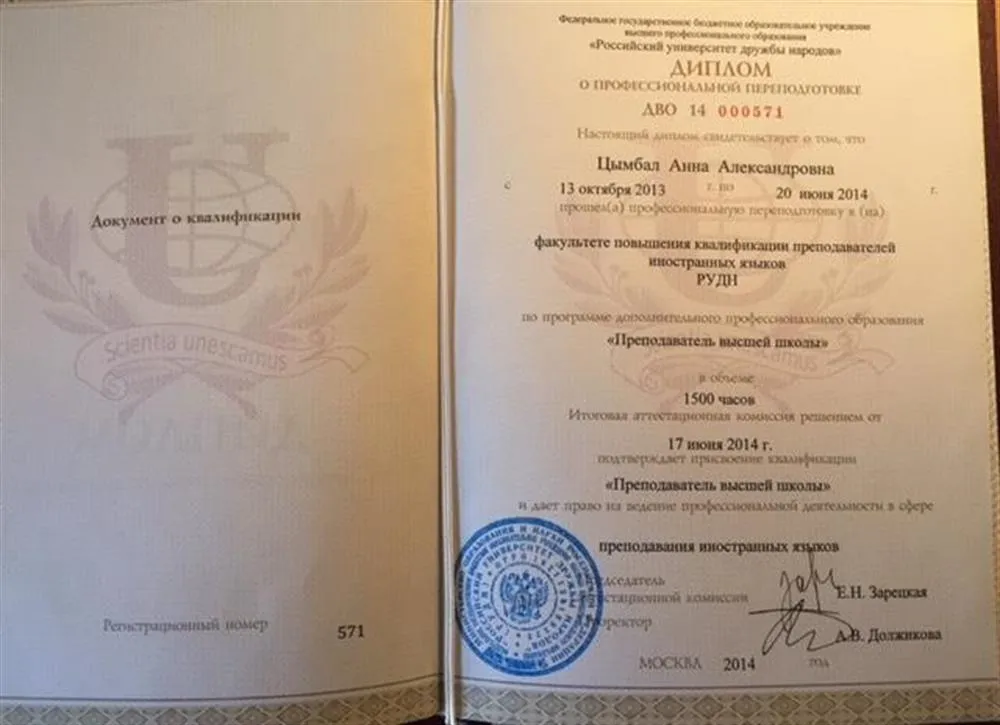 Документ о квалификации
Scientia unescamus
Регистрационный номер 571
Федеральное государственное бюджетное образовательное учреждение
высшего профессионального образования
«Российский университет дружбы народов»
ДИПЛОМ
О ПРОФЕССИОНАЛЬНОЙ ПЕРЕПОДГОТОВКЕ
ДВО 14 000571
Настоящий диплом свидетельствует о том, что
Цымбал Анна Александровна
с 13 октября 2013 г. по 20 июня 2014 г.
прошел(а) профессиональную переподготовку в (на)
факультете повышения квалификации преподавателей
иностранных языков
РУДН
по программе дополнительного профессионального образования
«Преподаватель высшей школы»
в объеме
1500 часов
Итоговая аттестационная комиссия решением от
17 июня 2014 г.
подтверждает присвоение квалификации
«Преподаватель высшей школы»
и дает право на ведение профессиональной деятельности в сфере
преподавания иностранных языков
Е.Н. Зарецкая
А.В. Должикова
МОСКВА 2014 год